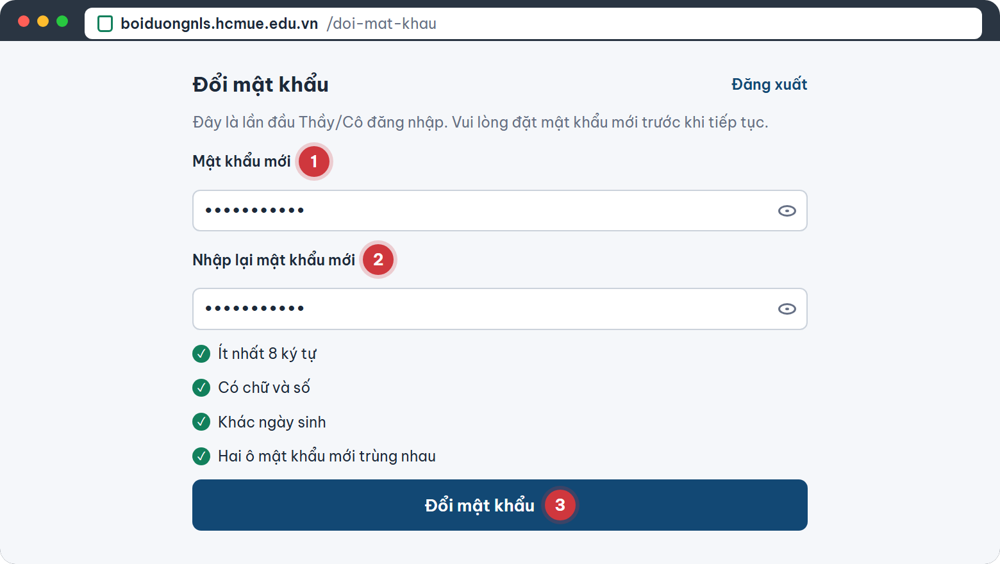 boiduongnls.hcmue.edu.vn /doi-mat-khau
Đổi mật khẩu
Đăng xuất
Đây là lần đầu Thầy/Cô đăng nhập. Vui lòng đặt mật khẩu mới trước khi tiếp tục.
Mật khẩu mới 1
•••••••••••
Nhập lại mật khẩu mới 2
•••••••••••
✓ Ít nhất 8 ký tự
✓ Có chữ và số
✓ Khác ngày sinh
✓ Hai ô mật khẩu mới trùng nhau
Đổi mật khẩu 3